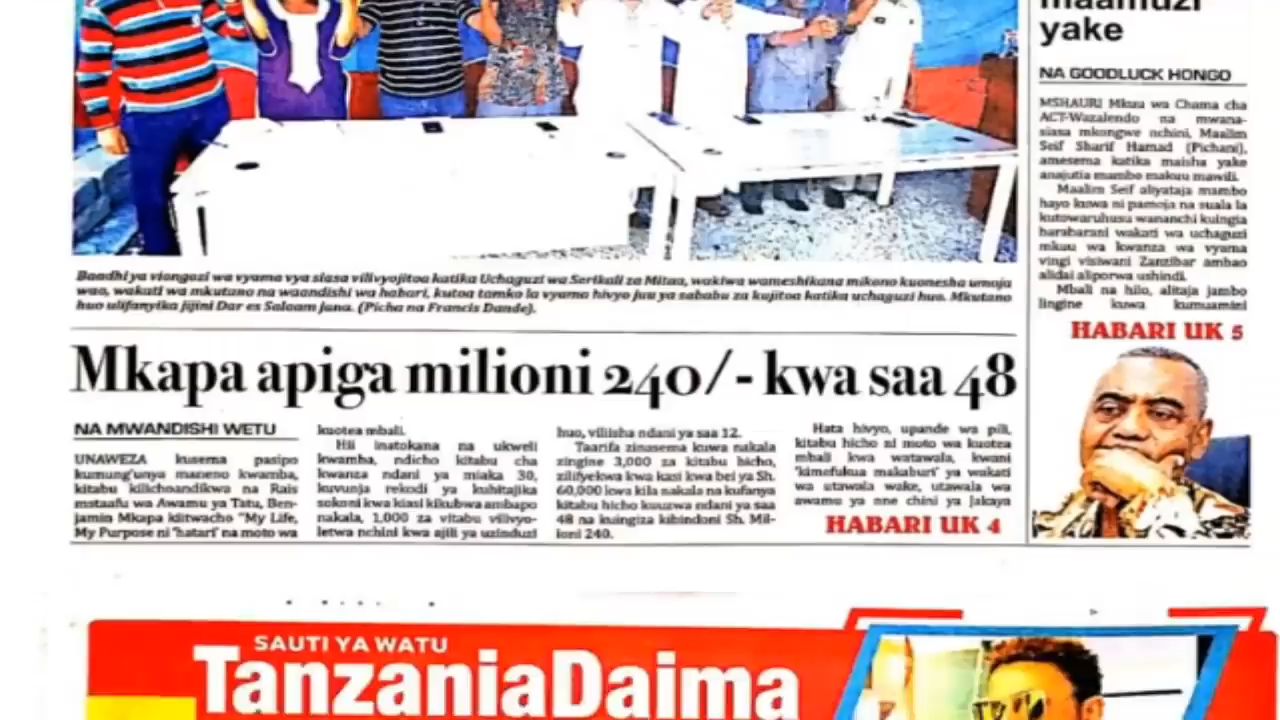 maamuzi
yake
NA GOODLUCK HONGO
MSHAURI Mkuu wa Chama cha
ACT-Wazalendo na mwana-
siasa mkongwe nchini, Maalim
Seif Sharif Hamad (Pichani),
amesema katika maisha yake
anajutia mambo makuu mawili.
Maalim Seif aliyataja mambo
hayo kuwa ni pamoja na suala la
kutowaruhusu wananchi kuingia
barabarani wakati wa uchaguzi
mkuu wa kwanza wa vyama
vingi visiwani Zanzibar ambao
alidai aliporwa ushindi.
Mbali na hilo, alitaja jambo
lingine kuwa kumuamini
HABARI UK 5
Baadhi ya viongozi wa vyama vya siasa vilivyojitoa katika Uchaguzi wa Serikali za Mitaa, wakiwa wameshikana mikono kuonesha umoja
wao, wakati wa mkutano na waandishi wa habari, kutoa tamko la vyama hivyo juu ya sababu za kujitoa katika uchaguzi huo. Mkutano
huo ulifanyika jijini Dar es Salaam jana. (Picha na Francis Dande).
Mkapa apiga milioni 240/- kwa saa 48
NA MWANDISHI WETU
UNAWEZA kusema pasipo
kumung'unya maneno kwamba,
kitabu kilichoandikwa na Rais
mstaafu wa Awamu ya Tatu, Ben-
jamin Mkapa kiitwacho "My Life,
My Purpose ni 'hatari' na moto wa
kuotea mbali.
Hii inatokana na ukweli
kwamba, ndicho kitabu cha
kwanza ndani ya miaka 30,
kuvunja rekodi ya kuhitajika
sokoni kwa kiasi kikubwa ambapo
nakala, 1,000 za vitabu vilivyo-
letwa nchini kwa ajili ya uzinduzi
huo, viliisha ndani ya saa 12.
Taarifa zinasema kuwa nakala
zingine 3,000 za kitabu hicho,
zilifyekwa kwa kasi kwa bei ya Sh.
60,000 kwa kila nakala na kufanya
kitabu hicho kuuzwa ndani ya saa
48 na kuingiza kibindoni Sh. Mil-
ioni 240.
Hata hivyo, upande wa pili,
kitabu hicho ni moto wa kuotea
mbali kwa watawala, kwani
'kimefukua makaburi' ya wakati
wa utawala wake, utawala wa
awamu ya nne chini ya Jakaya
HABARI UK 4
SAUTI YA WATU
TanzaniaDaima